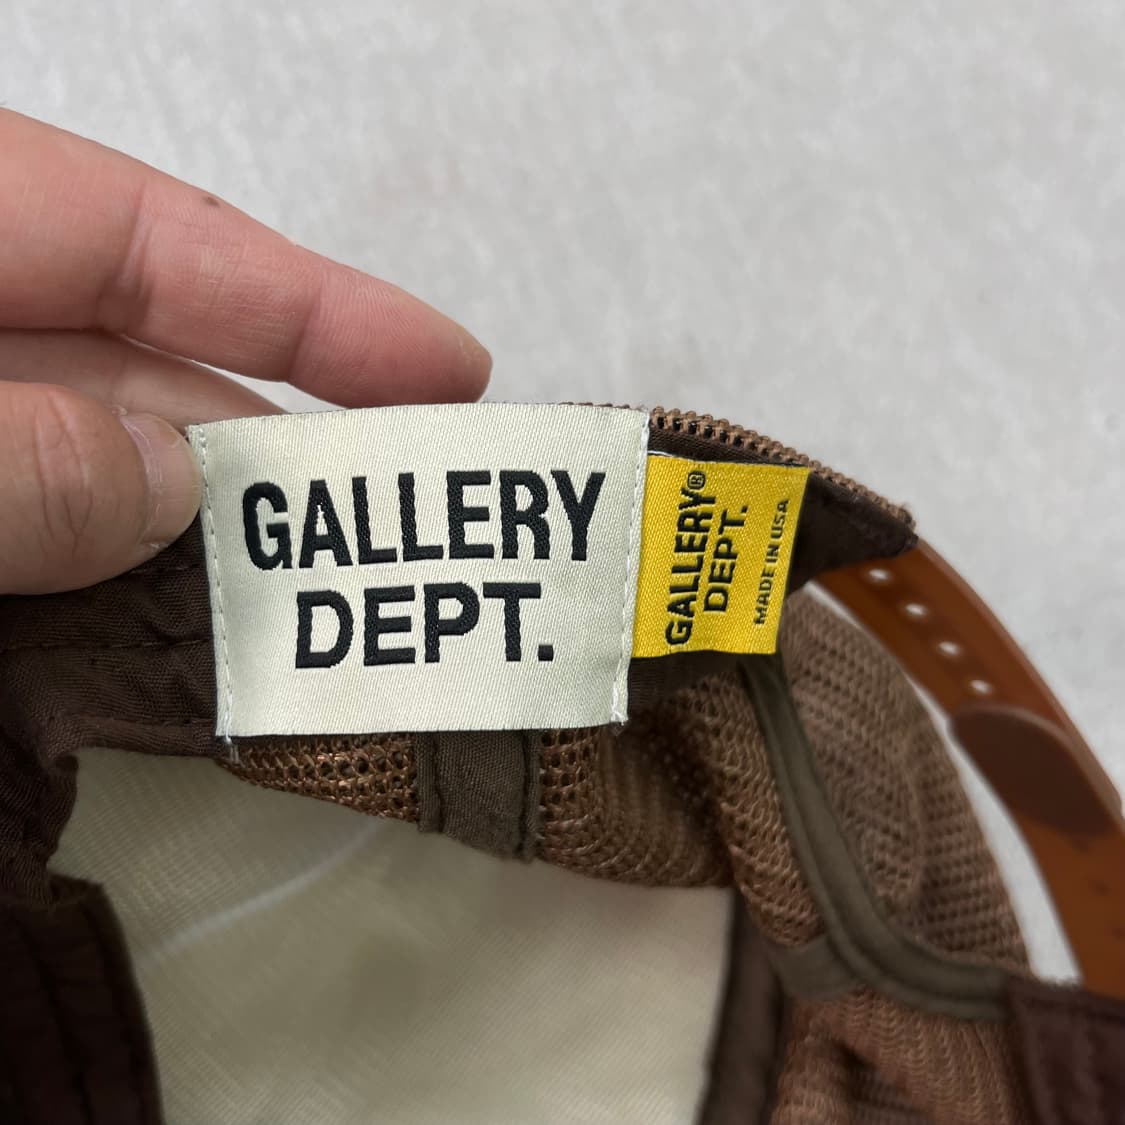 GALLERY
DEPT.
GALLERY®
DEPT.
MADE IN USA